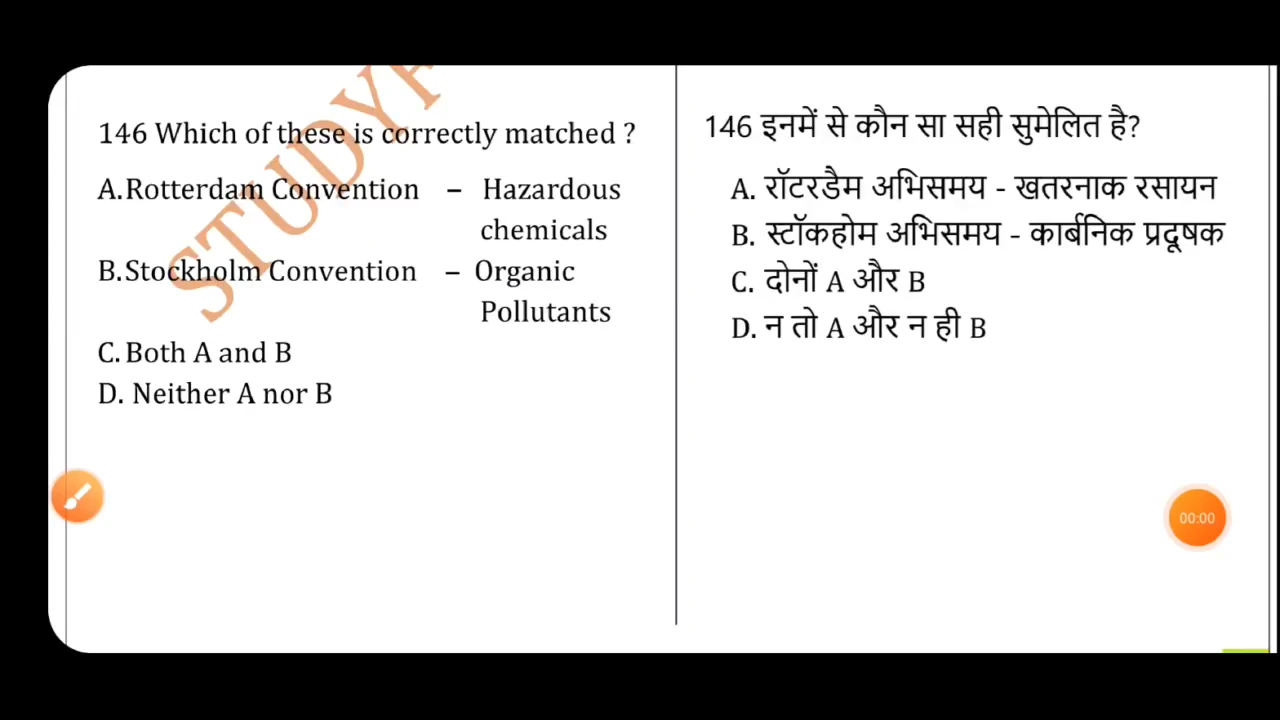 146 Which of these is correctly matched ?
A. Rotterdam Convention – Hazardous
chemicals
B. Stockholm Convention – Organic
Pollutants
C. Both A and B
D. Neither A nor B
146 इनमें से कौन सा सही सुमेलित है?
A. रॉटरडैम अभिसमय - खतरनाक रसायन
B. स्टॉकहोम अभिसमय - कार्बनिक प्रदूषक
C. दोनों A और B
D. न तो A और न ही B
00:00